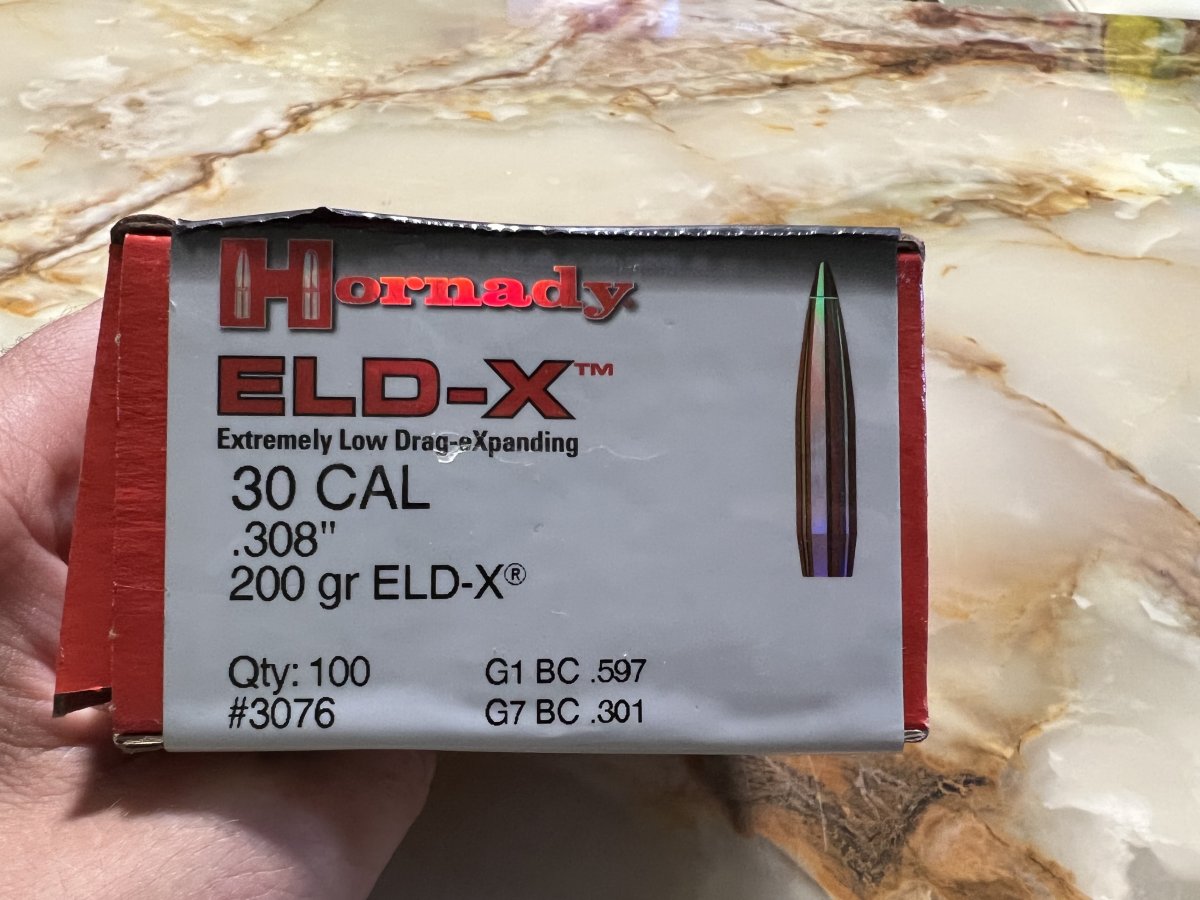 Hornady
ELD-X™
Extremely Low Drag-eXpanding
30 CAL
.308"
200 gr ELD-X®
Qty: 100 G1 BC .597
#3076 G7 BC .301